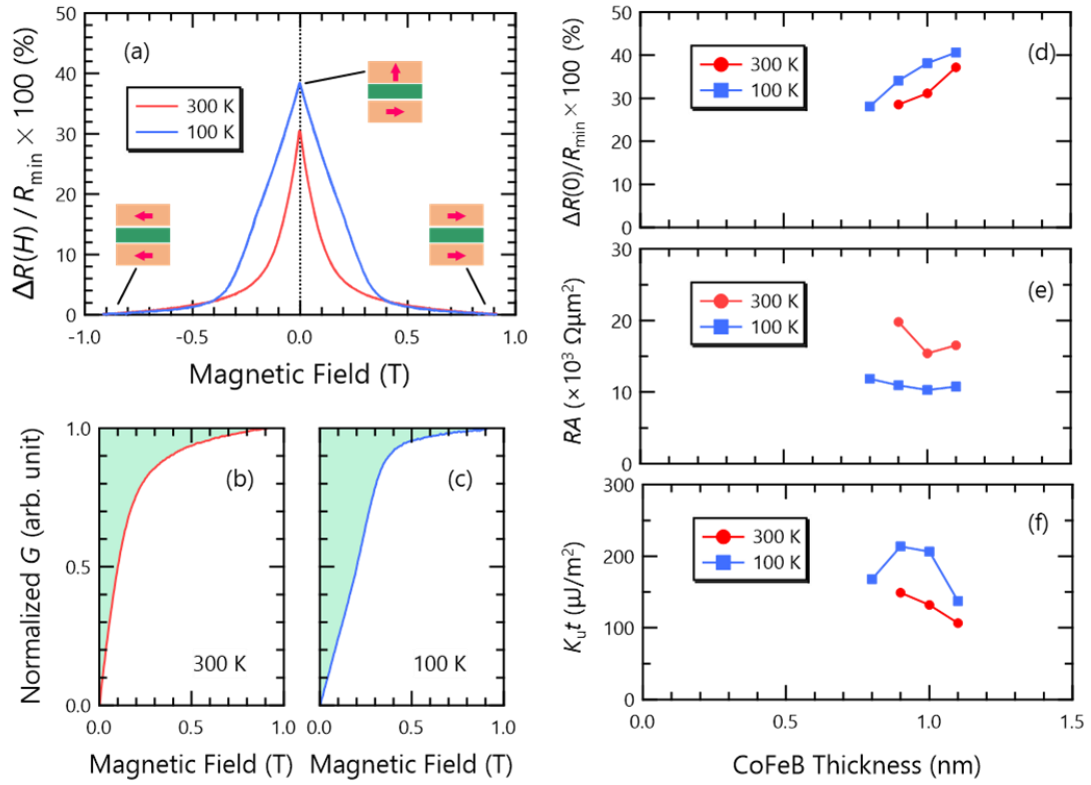 (a)
300 K
100 K
ΔR(H) / R_min × 100 (%)
50
40
30
20
10
0
-1.0 -0.5 0.0 0.5 1.0
Magnetic Field (T)
(b)
300 K
Normalized G (arb. unit)
1.0
0.5
0.0
0.0 0.5 1.0
Magnetic Field (T)
(c)
100 K
0.0 0.5 1.0
Magnetic Field (T)
(d)
300 K
100 K
ΔR(0)/R_min × 100 (%)
50
40
30
20
10
0
(e)
300 K
100 K
RA (×10³ Ωμm²)
30
20
10
0
(f)
300 K
100 K
K_u t (μJ/m²)
300
200
100
0
0.0 0.5 1.0 1.5
CoFeB Thickness (nm)